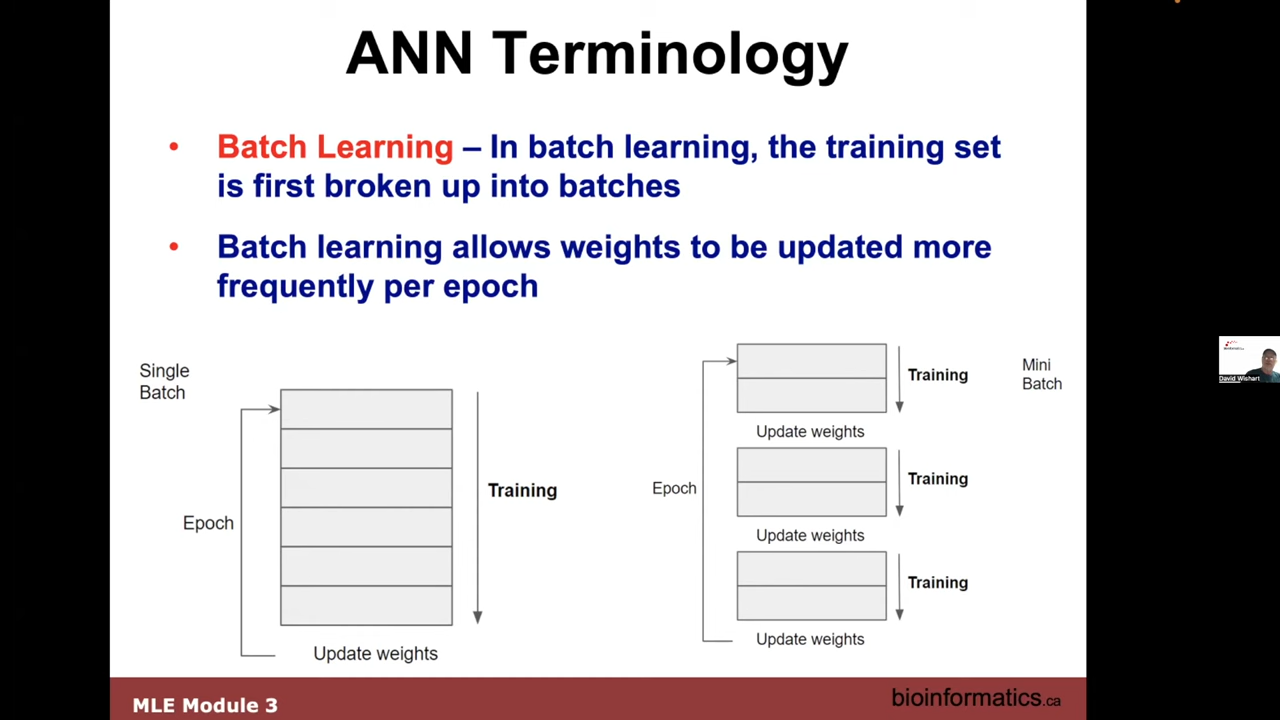 ANN Terminology
• Batch Learning – In batch learning, the training set
is first broken up into batches
• Batch learning allows weights to be updated more
frequently per epoch
Single
Batch
Epoch
Training
Update weights
Mini
Batch
Epoch
Training
Update weights
Training
Update weights
Training
Update weights
David Wishart
MLE Module 3
bioinformatics.ca